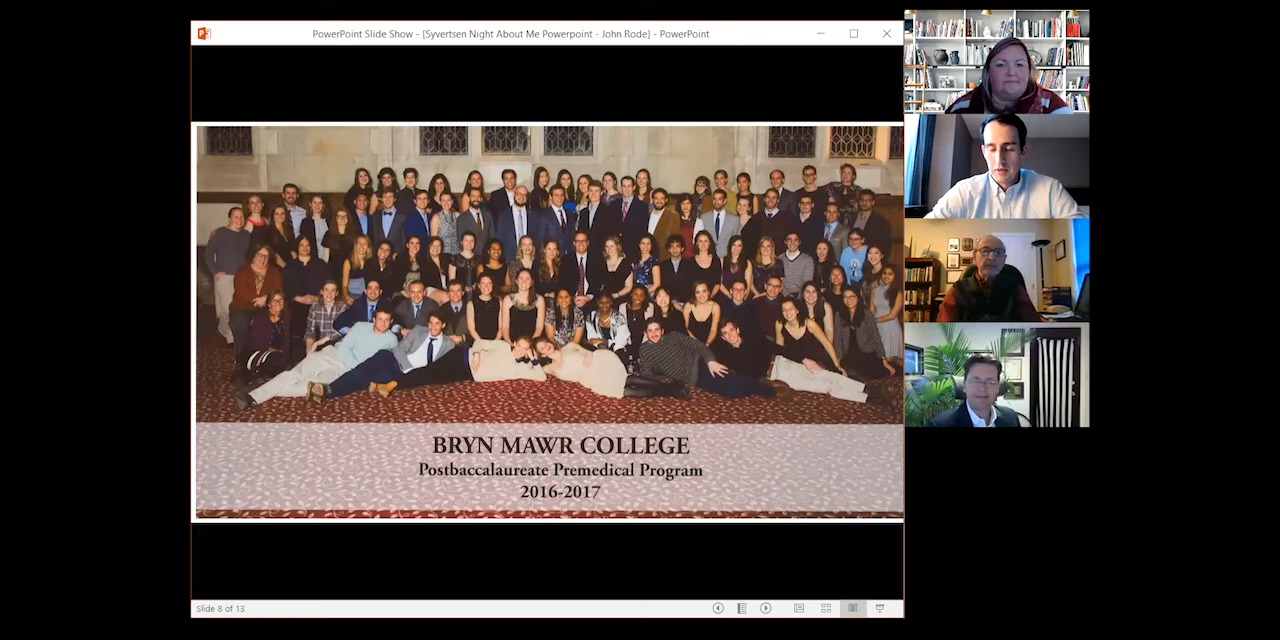 PowerPoint Slide Show - [Syvertsen Night About Me Powerpoint - John Rode] - PowerPoint
BRYN MAWR COLLEGE
Postbaccalaureate Premedical Program
2016-2017
Slide 8 of 13